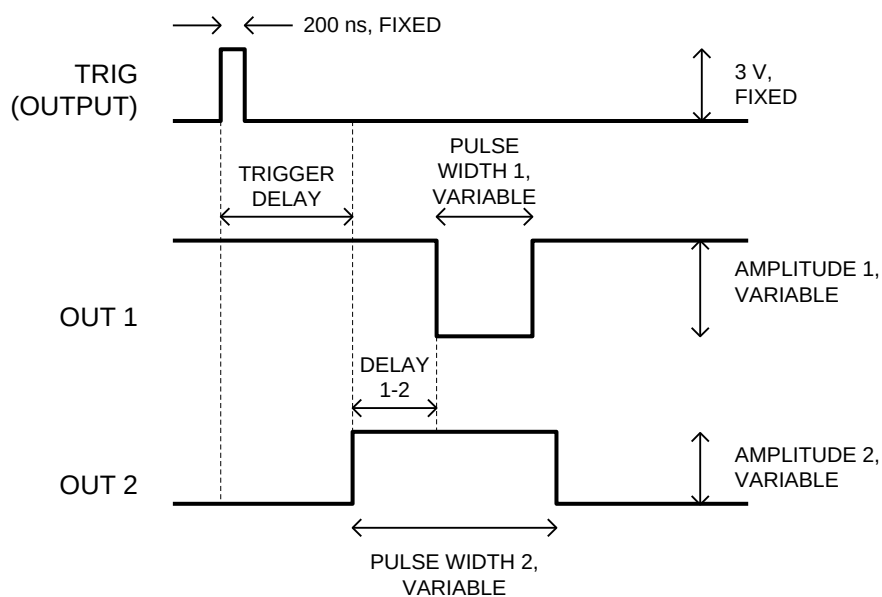 200 ns, FIXED
TRIG
(OUTPUT)
3 V,
FIXED
PULSE
WIDTH 1,
VARIABLE
TRIGGER
DELAY
AMPLITUDE 1,
VARIABLE
OUT 1
DELAY
1-2
AMPLITUDE 2,
VARIABLE
OUT 2
PULSE WIDTH 2,
VARIABLE